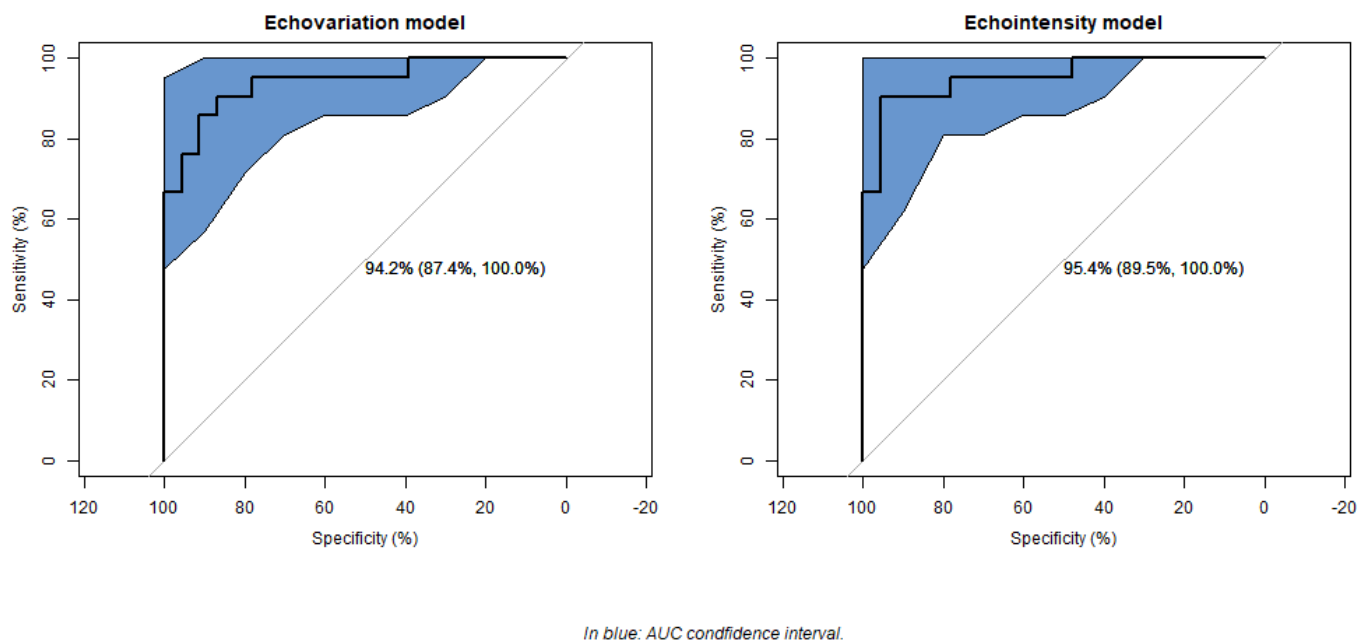 Echovariation model
100
80
60
40
20
0
Sensitivity (%)
94.2% (87.4%, 100.0%)
120 100 80 60 40 20 0 -20
Specificity (%)
Echointensity model
100
80
60
40
20
0
Sensitivity (%)
95.4% (89.5%, 100.0%)
120 100 80 60 40 20 0 -20
Specificity (%)
In blue: AUC condfidence interval.